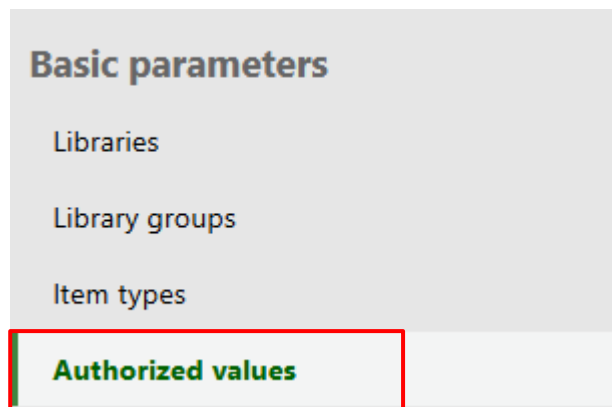 Basic parameters
Libraries
Library groups
Item types
Authorized values